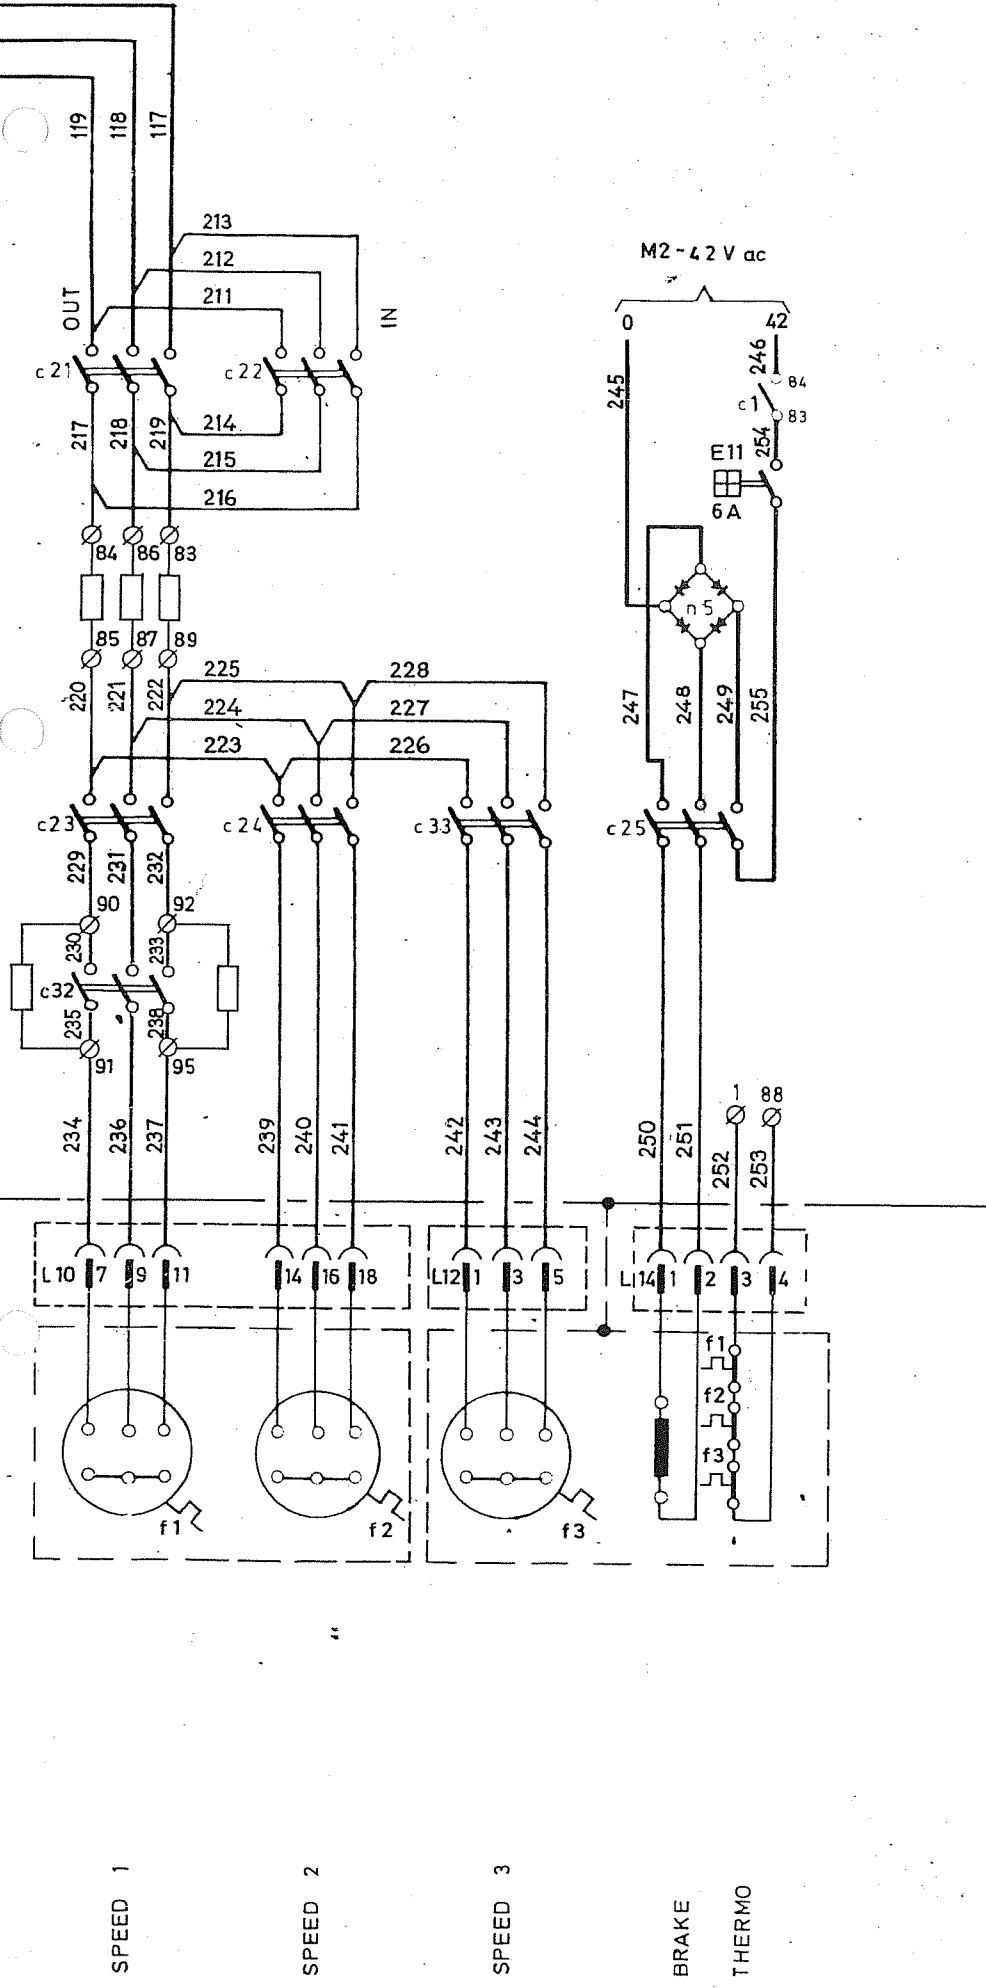 119 118 117
213
212
211
OUT
IN
c21
c22
217 218 219
214
215
216
84 86 83
85 87 89
220 221 222
225 228
224 227
223 226
c23
c24
c33
229 231 232
90 92
230 233
c32
235 238
91 95
234 236 237
239 240 241
242 243 244
M2~42V ac
0 42
245
246
84
c1
83
254
E11
6A
n5
247 248 249 255
c25
1 88
250 251 252 253
L10 7 9 11 14 16 18
L12 1 3 5
L14 1 2 3 4
f1
f2
f3
f1 f2 f3
SPEED 1
SPEED 2
SPEED 3
BRAKE
THERMO